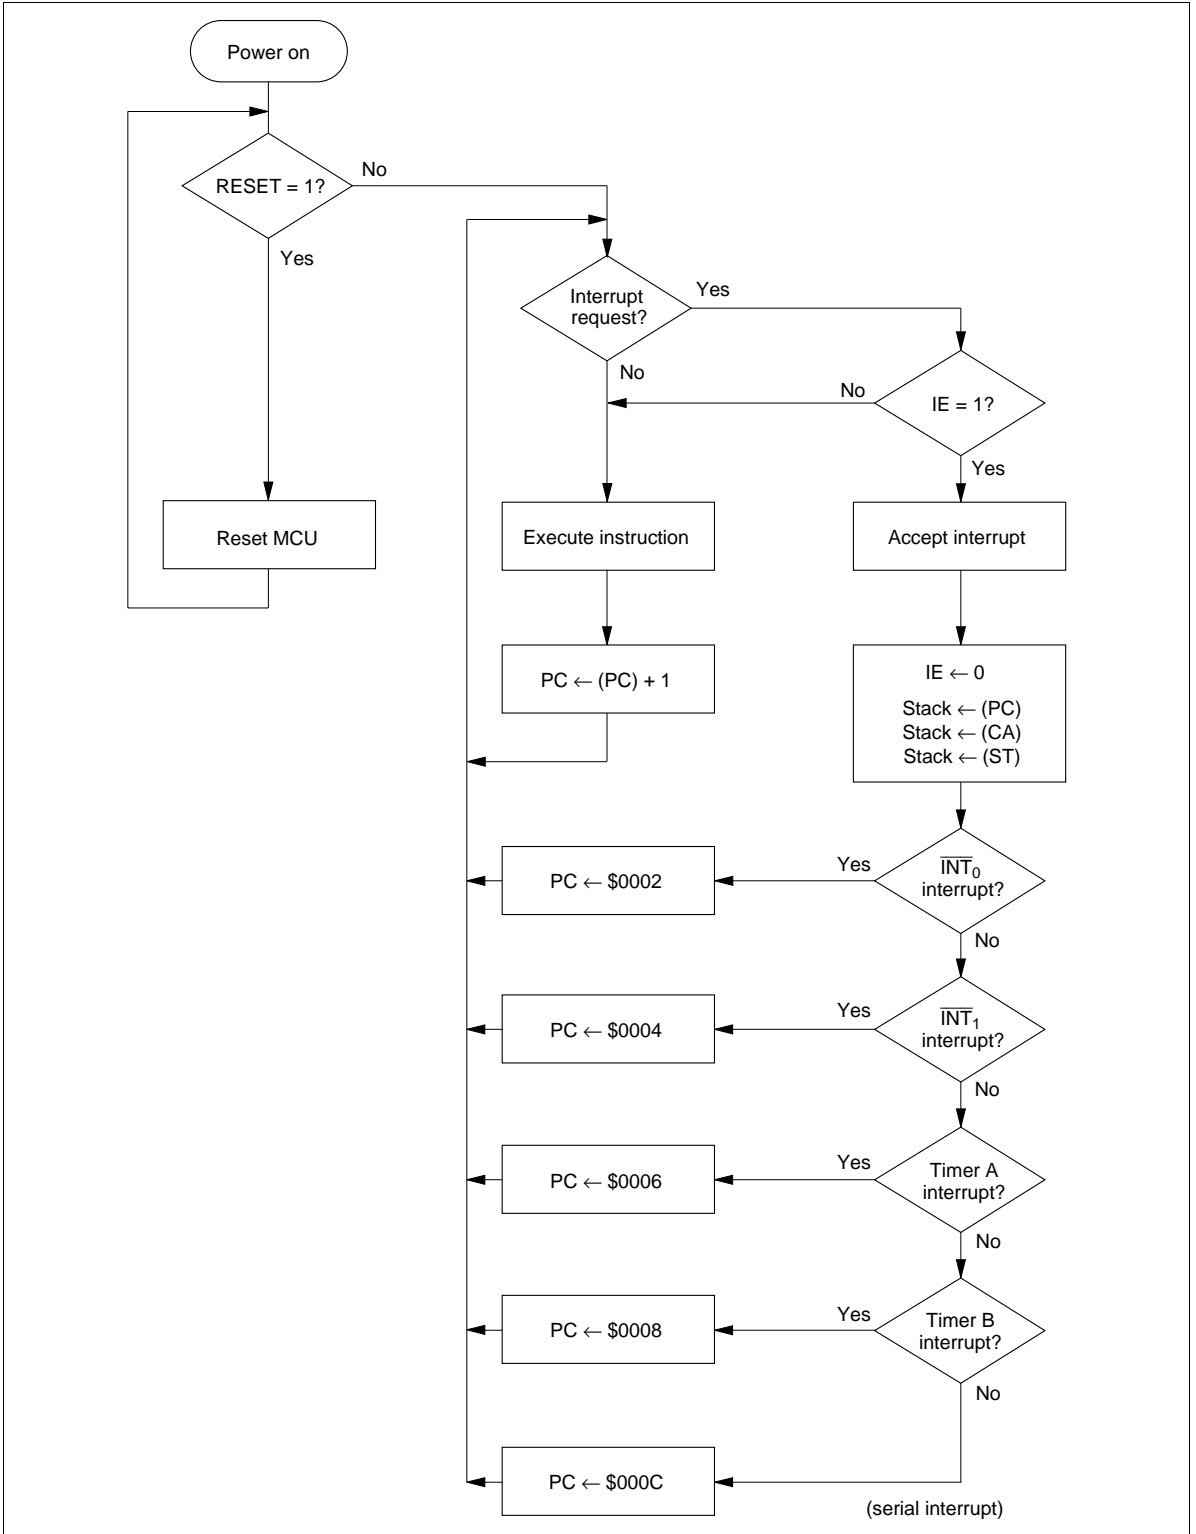 Power on
RESET = 1?
No
Yes
Interrupt
request?
Yes
No
IE = 1?
No
Yes
Reset MCU
Execute instruction
Accept interrupt
PC ← (PC) + 1
IE ← 0
Stack ← (PC)
Stack ← (CA)
Stack ← (ST)
PC ← $0002
Yes
I̅N̅T̅₀
interrupt?
No
PC ← $0004
Yes
I̅N̅T̅₁
interrupt?
No
PC ← $0006
Yes
Timer A
interrupt?
No
PC ← $0008
Yes
Timer B
interrupt?
No
PC ← $000C
(serial interrupt)